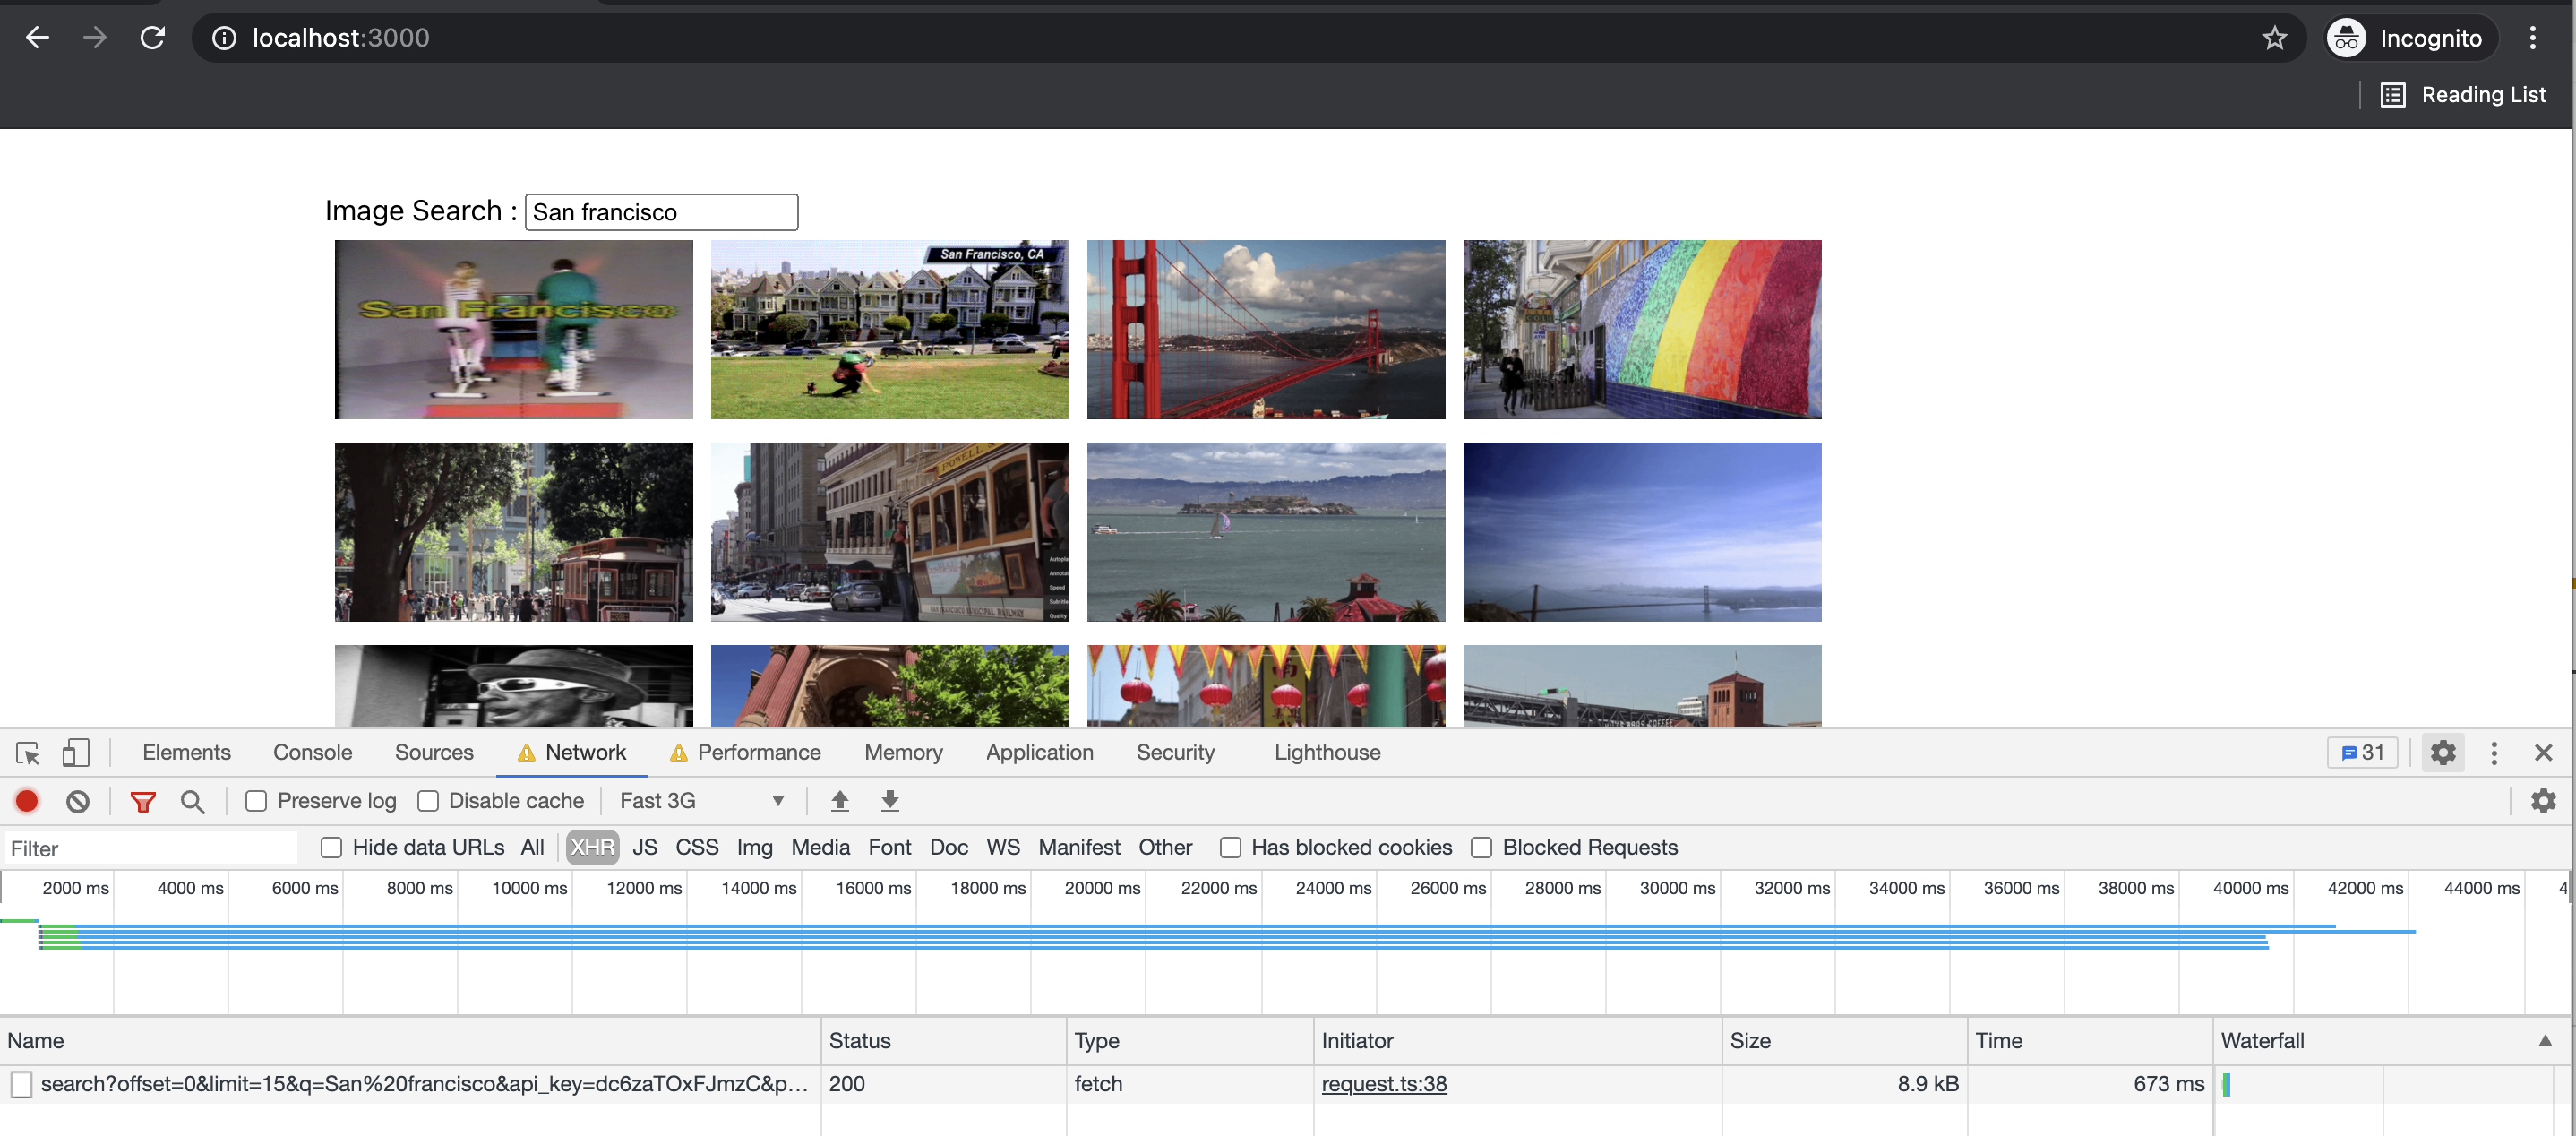 localhost:3000
Incognito
Reading List
Image Search : San francisco
San Francisco
San Francisco, CA
POWELL
Elements Console Sources Network Performance Memory Application Security Lighthouse 31
Preserve log Disable cache Fast 3G
Filter Hide data URLs All XHR JS CSS Img Media Font Doc WS Manifest Other Has blocked cookies Blocked Requests
2000 ms 4000 ms 6000 ms 8000 ms 10000 ms 12000 ms 14000 ms 16000 ms 18000 ms 20000 ms 22000 ms 24000 ms 26000 ms 28000 ms 30000 ms 32000 ms 34000 ms 36000 ms 38000 ms 40000 ms 42000 ms 44000 ms 4
Name Status Type Initiator Size Time Waterfall
search?offset=0&limit=15&q=San%20francisco&api_key=dc6zaTOxFJmzC&p... 200 fetch request.ts:38 8.9 kB 673 ms